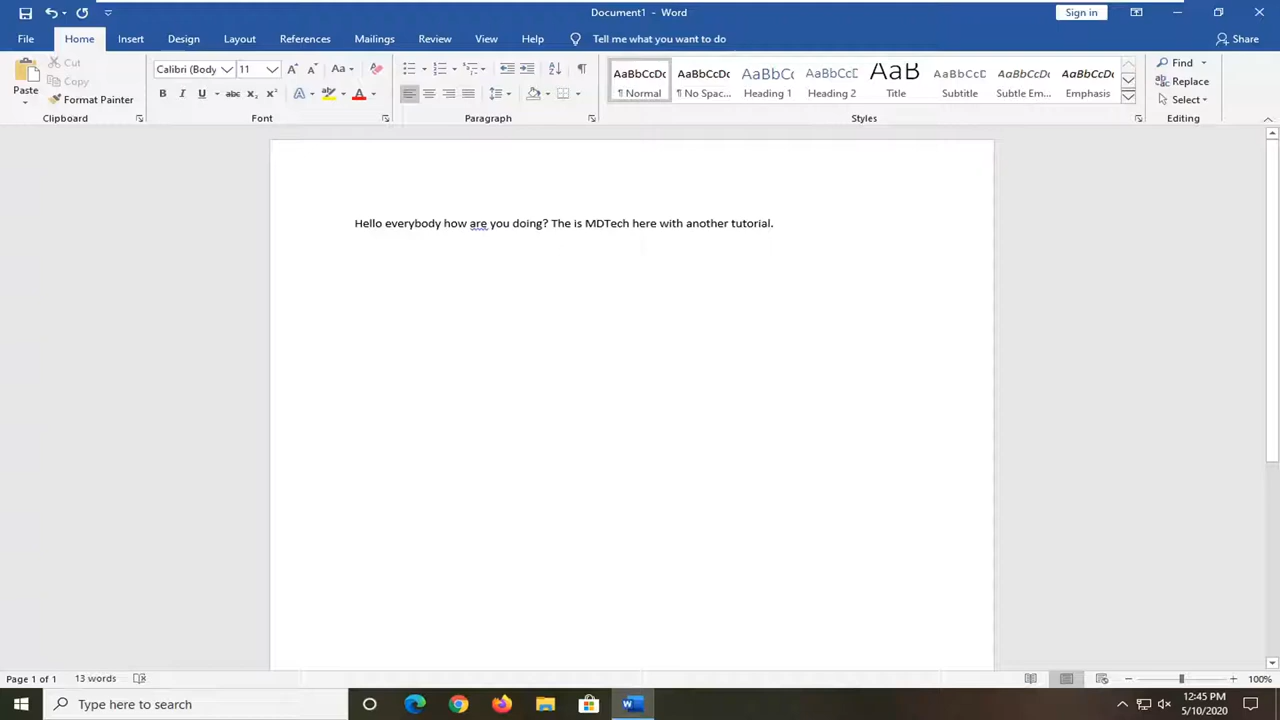 Document1 - Word
Sign in
File Home Insert Design Layout References Mailings Review View Help Tell me what you want to do Share
Paste
Cut
Copy
Format Painter
Clipboard
Calibri (Body 11
Font
Paragraph
AaBbCcDc AaBbCcDc AaBbCc AaBbCcD AaB AaBbCcD AaBbCcDc AaBbCcDc
¶ Normal ¶ No Spac... Heading 1 Heading 2 Title Subtitle Subtle Em... Emphasis
Styles
Find
Replace
Select
Editing
Hello everybody how are you doing? The is MDTech here with another tutorial.
Page 1 of 1 13 words 100%
Type here to search
12:45 PM
5/10/2020